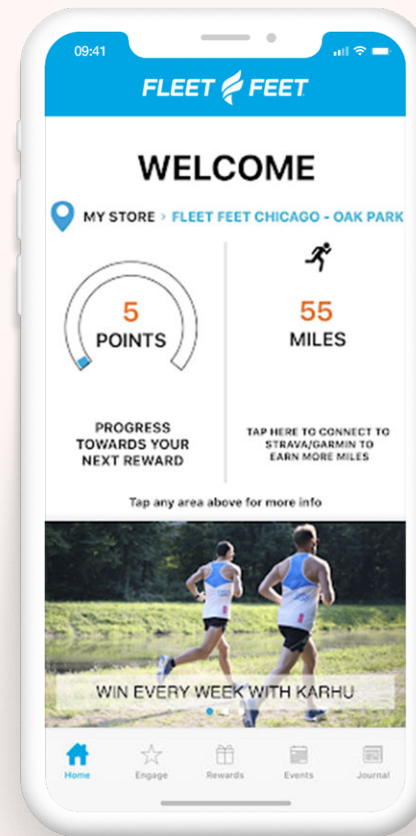 09:41
FLEET FEET
WELCOME
MY STORE > FLEET FEET CHICAGO - OAK PARK
5
POINTS
PROGRESS
TOWARDS YOUR
NEXT REWARD
55
MILES
TAP HERE TO CONNECT TO
STRAVA/GARMIN TO
EARN MORE MILES
Tap any area above for more info
WIN EVERY WEEK WITH KARHU
Home
Engage
Rewards
Events
Journal